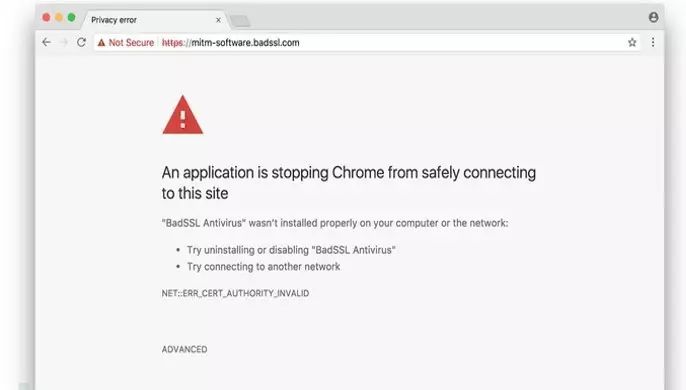 Privacy error
Not Secure https://mitm-software.badssl.com
An application is stopping Chrome from safely connecting
to this site
"BadSSL Antivirus" wasn't installed properly on your computer or the network:
• Try uninstalling or disabling "BadSSL Antivirus"
• Try connecting to another network
NET::ERR_CERT_AUTHORITY_INVALID
ADVANCED